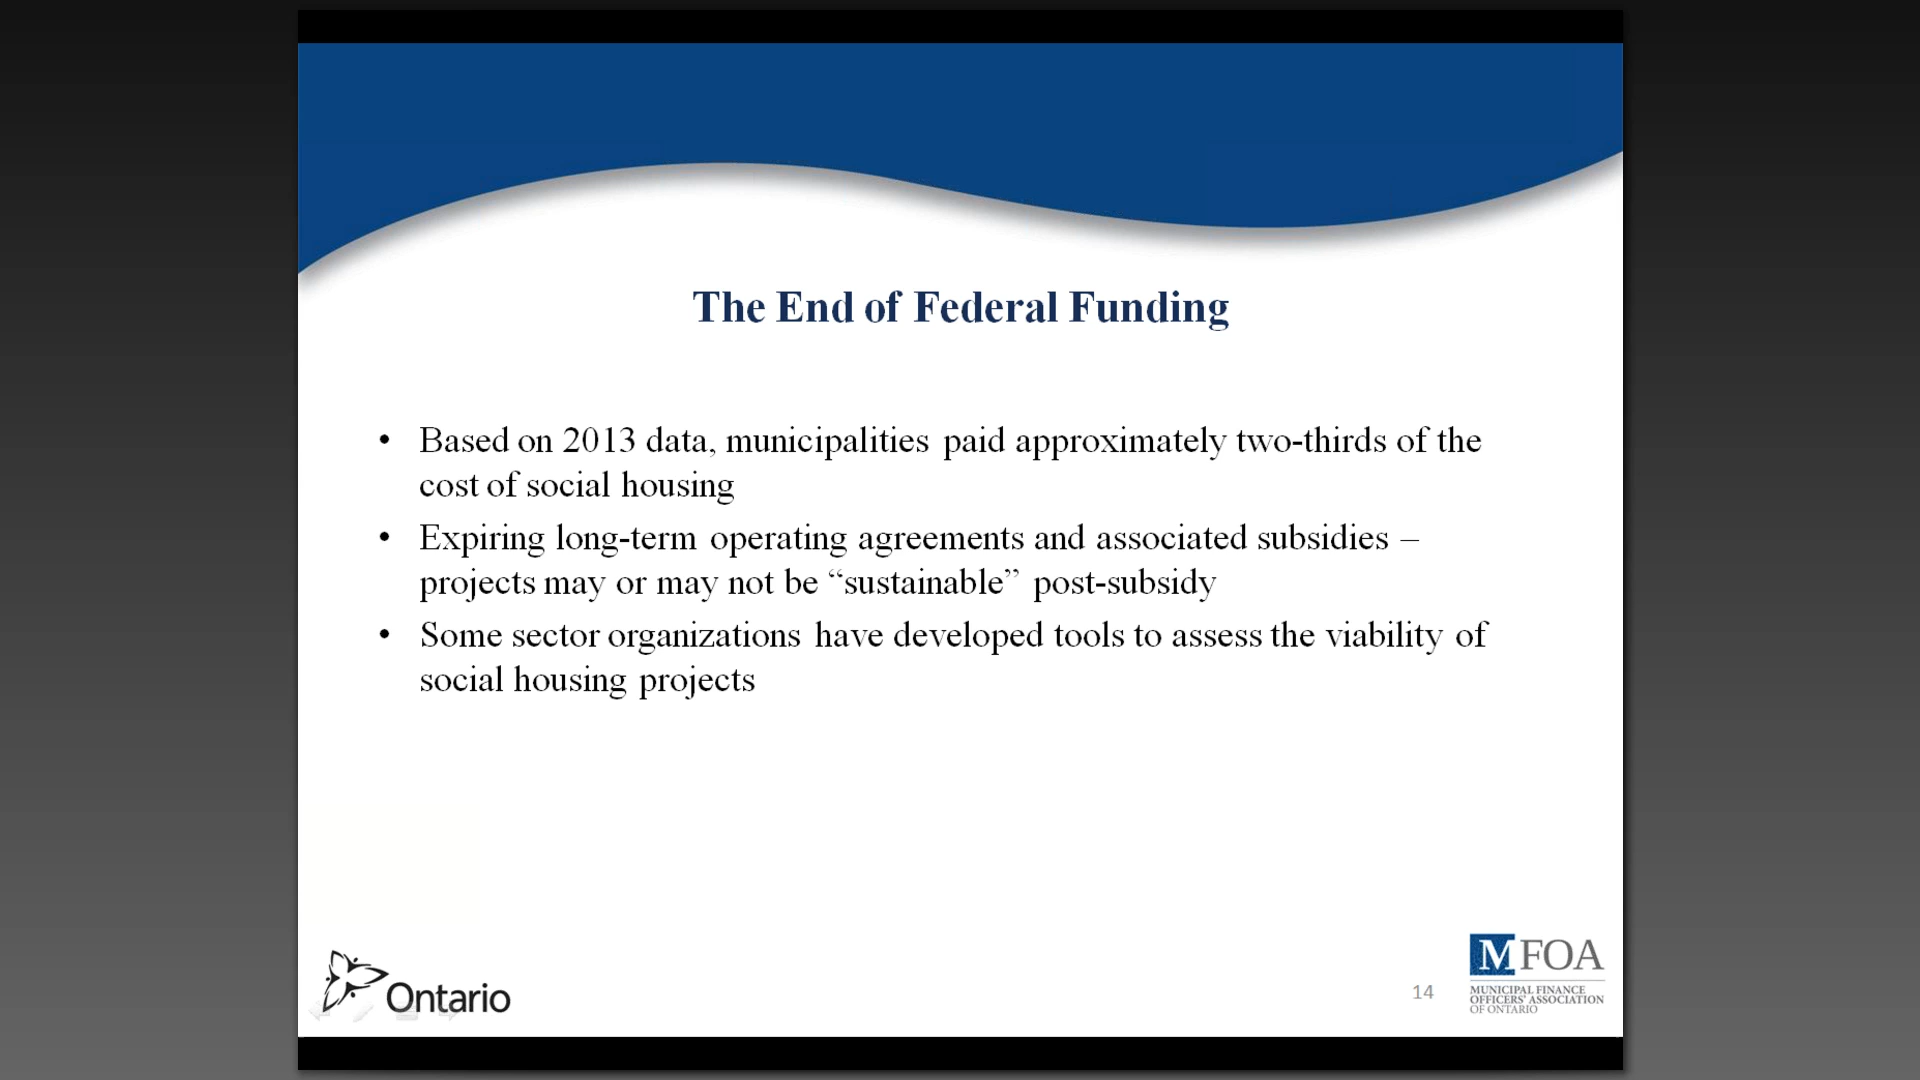 The End of Federal Funding
• Based on 2013 data, municipalities paid approximately two-thirds of the
cost of social housing
• Expiring long-term operating agreements and associated subsidies –
projects may or may not be “sustainable” post-subsidy
• Some sector organizations have developed tools to assess the viability of
social housing projects
Ontario
14
MFOA
MUNICIPAL FINANCE
OFFICERS' ASSOCIATION
OF ONTARIO